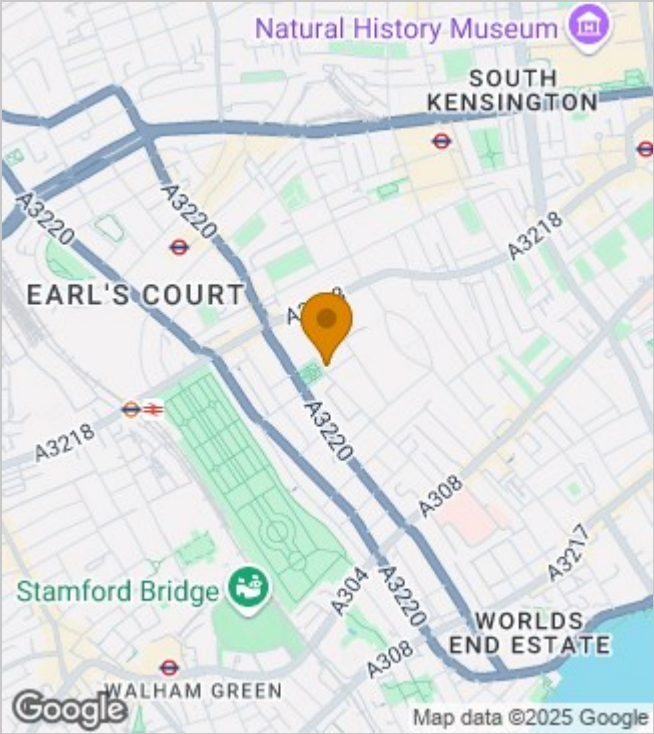 Natural History Museum
SOUTH
KENSINGTON
A3220
A3220
A3218
EARL'S COURT
A3220
A3218
A308
A3217
Stamford Bridge
A304
A3220
WORLDS
END ESTATE
A308
WALHAM GREEN
Google
Map data ©2025 Google